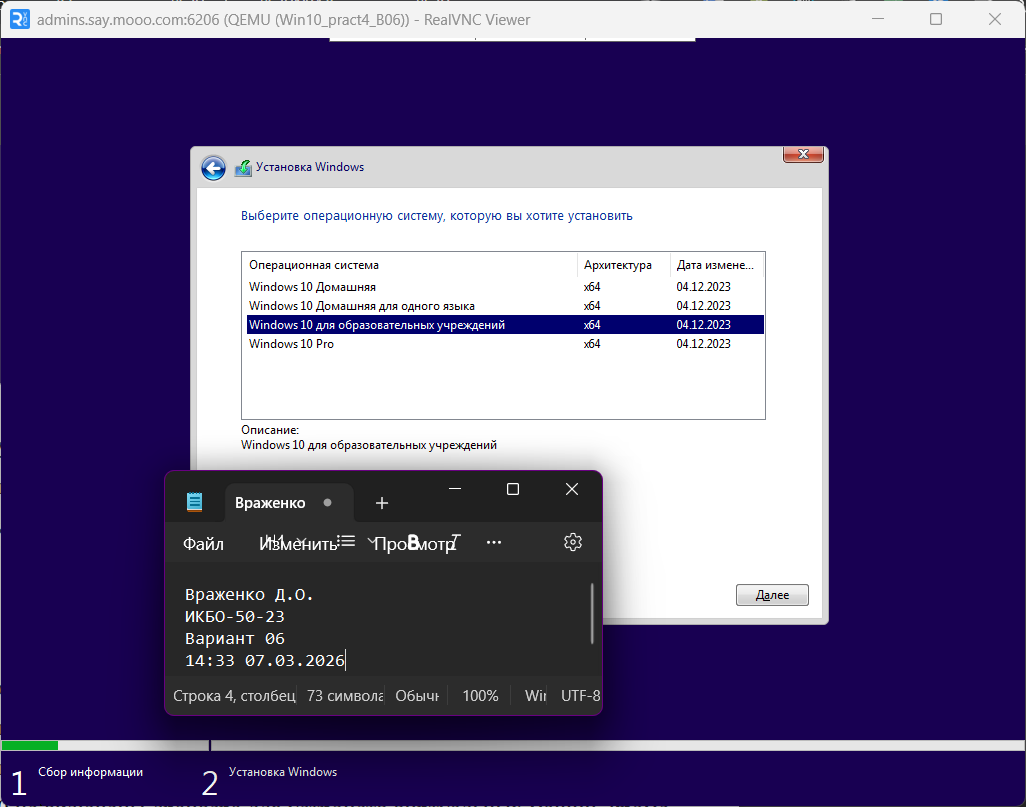 admins.say.mooo.com:6206 (QEMU (Win10_pract4_B06)) - RealVNC Viewer
Установка Windows
Выберите операционную систему, которую вы хотите установить
Операционная система Архитектура Дата измене...
Windows 10 Домашняя x64 04.12.2023
Windows 10 Домашняя для одного языка x64 04.12.2023
Windows 10 для образовательных учреждений x64 04.12.2023
Windows 10 Pro x64 04.12.2023
Описание:
Windows 10 для образовательных учреждений
Далее
Враженко
Файл Изменить Просмотр
Враженко Д.О.
ИКБО-50-23
Вариант 06
14:33 07.03.2026
Строка 4, столбец 73 символа Обычн 100% Win UTF-8
1 Сбор информации
2 Установка Windows